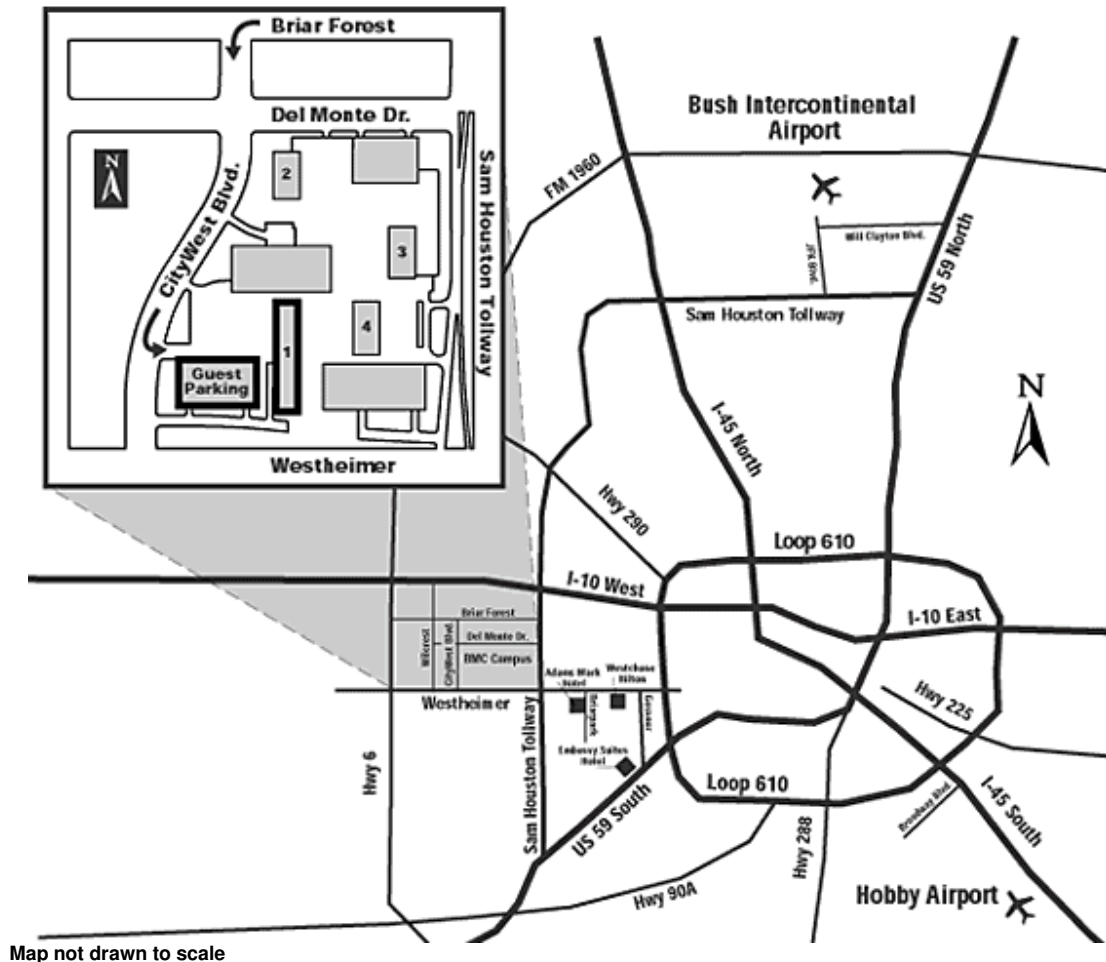 Briar Forest
Del Monte Dr.
N
2
CityWest Blvd.
3
Sam Houston Tollway
4
1
Guest
Parking
Westheimer
Bush Intercontinental
Airport
FM 1960
Will Clayton Blvd.
JFK Blvd.
US 59 North
Sam Houston Tollway
N
I-45 North
Hwy 290
Loop 610
I-10 West
I-10 East
Briar Forest
Wilcrest
CityWest Blvd.
Del Monte Dr.
BMC Campus
Adams Mark
Hotel
Westchase
Hilton
Hwy 225
Westheimer
Briarpark
Gessner
Sam Houston Tollway
Embassy Suites
Hotel
Hwy 6
Loop 610
US 59 South
Broadway Blvd.
I-45 South
Hwy 288
Hwy 90A
Hobby Airport
Map not drawn to scale